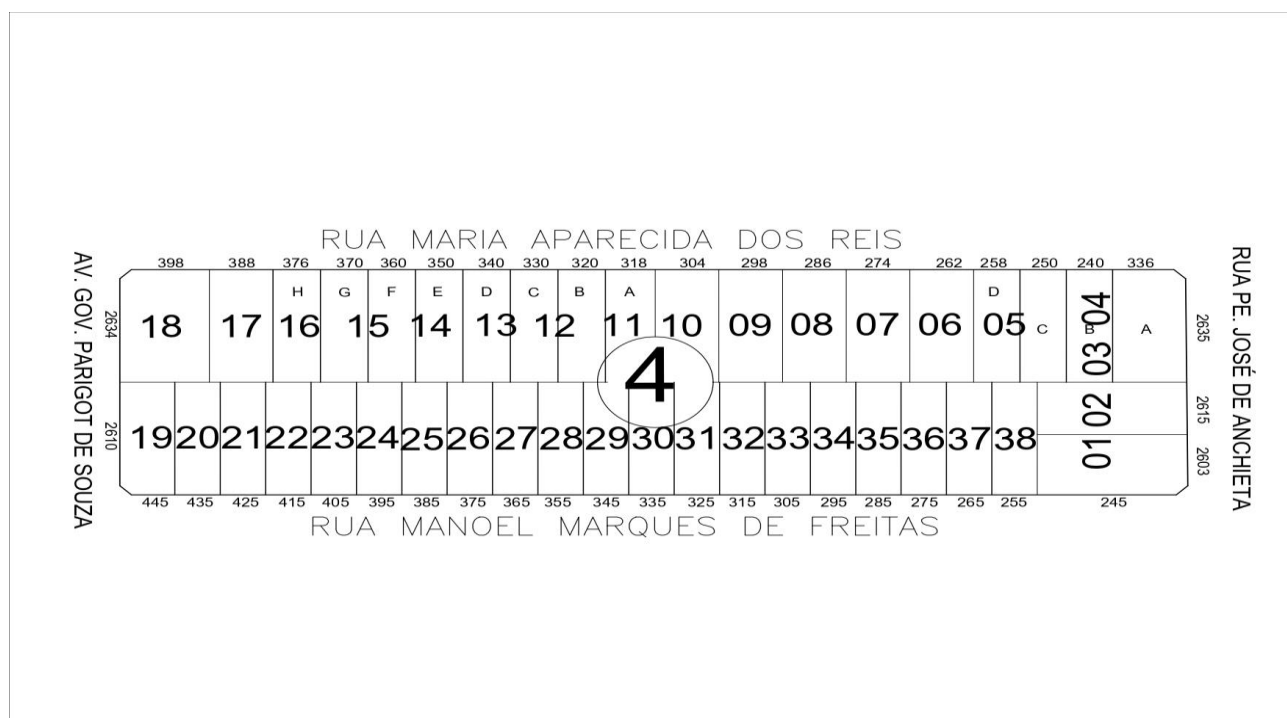 RUA MARIA APARECIDA DOS REIS
398 388 376 370 360 350 340 330 320 318 304 298 286 274 262 258 250 240 336
H G F E D C B A D C B A
18 17 16 15 14 13 12 11 10 09 08 07 06 05 03 04
4
19 20 21 22 23 24 25 26 27 28 29 30 31 32 33 34 35 36 37 38 01 02
445 435 425 415 405 395 385 375 365 355 345 335 325 315 305 295 285 275 265 255 245
RUA MANOEL MARQUES DE FREITAS
AV. GOV. PARIGOT DE SOUZA
2634
2610
2635
2615
2603
RUA PE. JOSÉ DE ANCHIETA